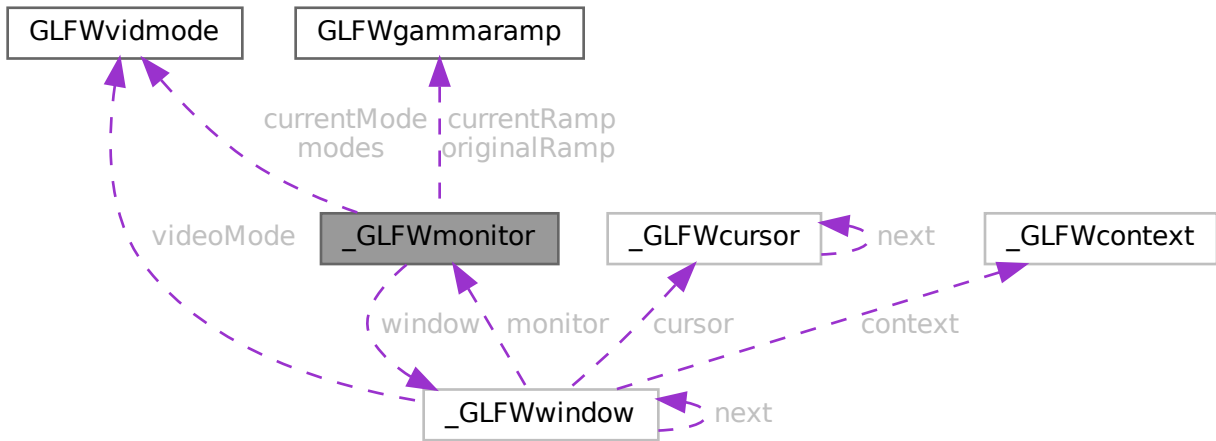 GLFWvidmode
GLFWgammaramp
currentMode
modes
currentRamp
originalRamp
videoMode
_GLFWmonitor
_GLFWcursor
next
_GLFWcontext
window
monitor
cursor
context
_GLFWwindow
next